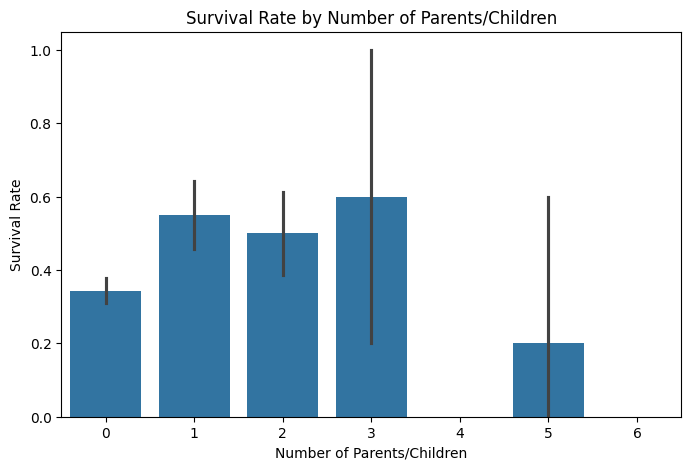 Survival Rate by Number of Parents/Children
1.0
0.8
0.6
0.4
0.2
0.0
Survival Rate
0 1 2 3 4 5 6
Number of Parents/Children